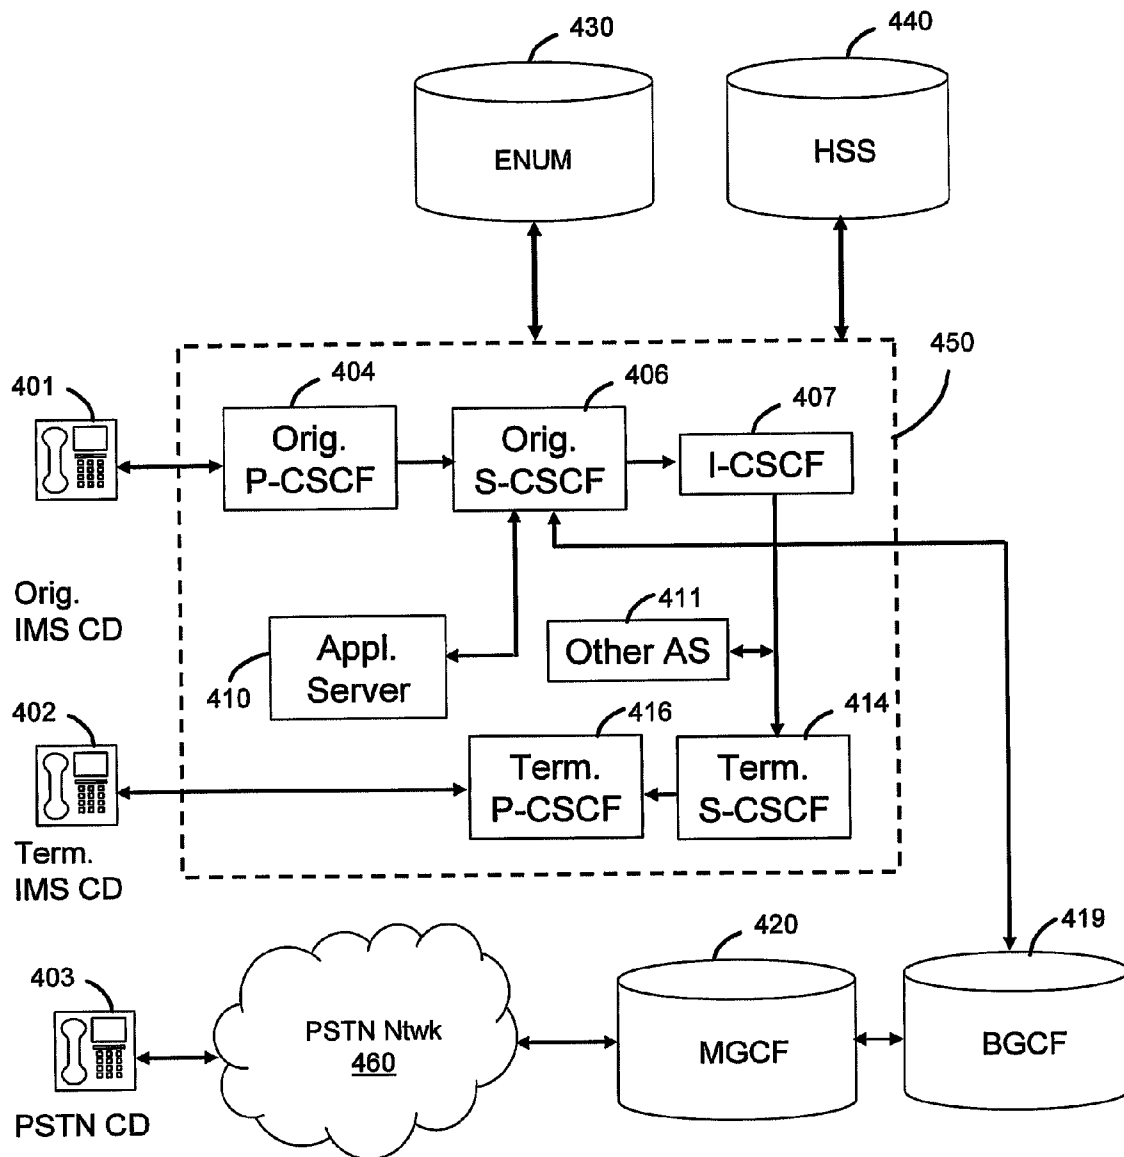 430
440
ENUM
HSS
450
401
404
406
407
Orig.
P-CSCF
Orig.
S-CSCF
I-CSCF
Orig.
IMS CD
411
Appl.
Server
Other AS
410
402
416
414
Term.
P-CSCF
Term.
S-CSCF
Term.
IMS CD
420
419
403
PSTN Ntwk
460
MGCF
BGCF
PSTN CD